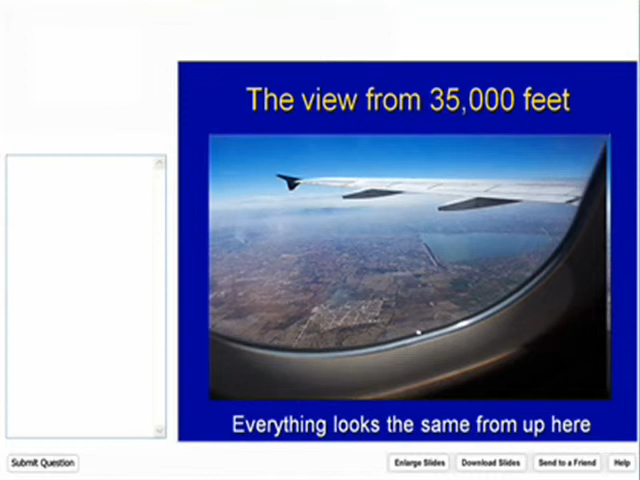 The view from 35,000 feet
Everything looks the same from up here
Submit Question
Enlarge Slides
Download Slides
Send to a Friend
Help